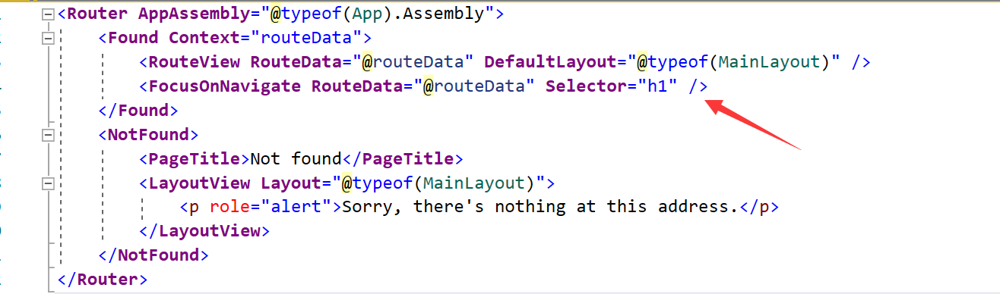 <Router AppAssembly="@typeof(App).Assembly">
    <Found Context="routeData">
        <RouteView RouteData="@routeData" DefaultLayout="@typeof(MainLayout)" />
        <FocusOnNavigate RouteData="@routeData" Selector="h1" />
    </Found>
    <NotFound>
        <PageTitle>Not found</PageTitle>
        <LayoutView Layout="@typeof(MainLayout)">
            <p role="alert">Sorry, there's nothing at this address.</p>
        </LayoutView>
    </NotFound>
</Router>